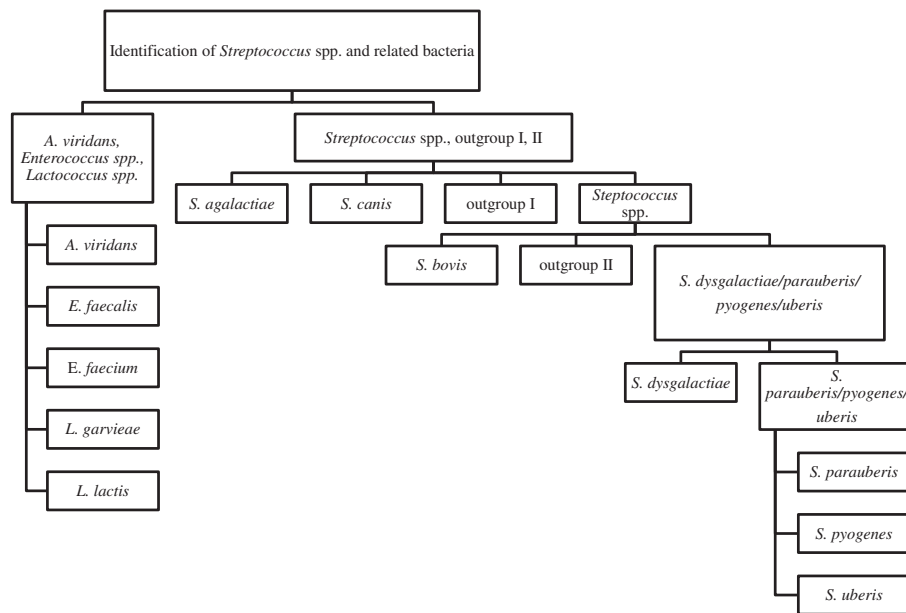 Identification of Streptococcus spp. and related bacteria
A. viridans,
Enterococcus spp.,
Lactococcus spp.
Streptococcus spp., outgroup I, II
S. agalactiae
S. canis
outgroup I
Steptococcus
spp.
A. viridans
S. bovis
outgroup II
S. dysgalactiae/parauberis/
pyogenes/uberis
E. faecalis
E. faecium
S. dysgalactiae
S.
parauberis/pyogenes/
uberis
L. garvieae
L. lactis
S. parauberis
S. pyogenes
S. uberis